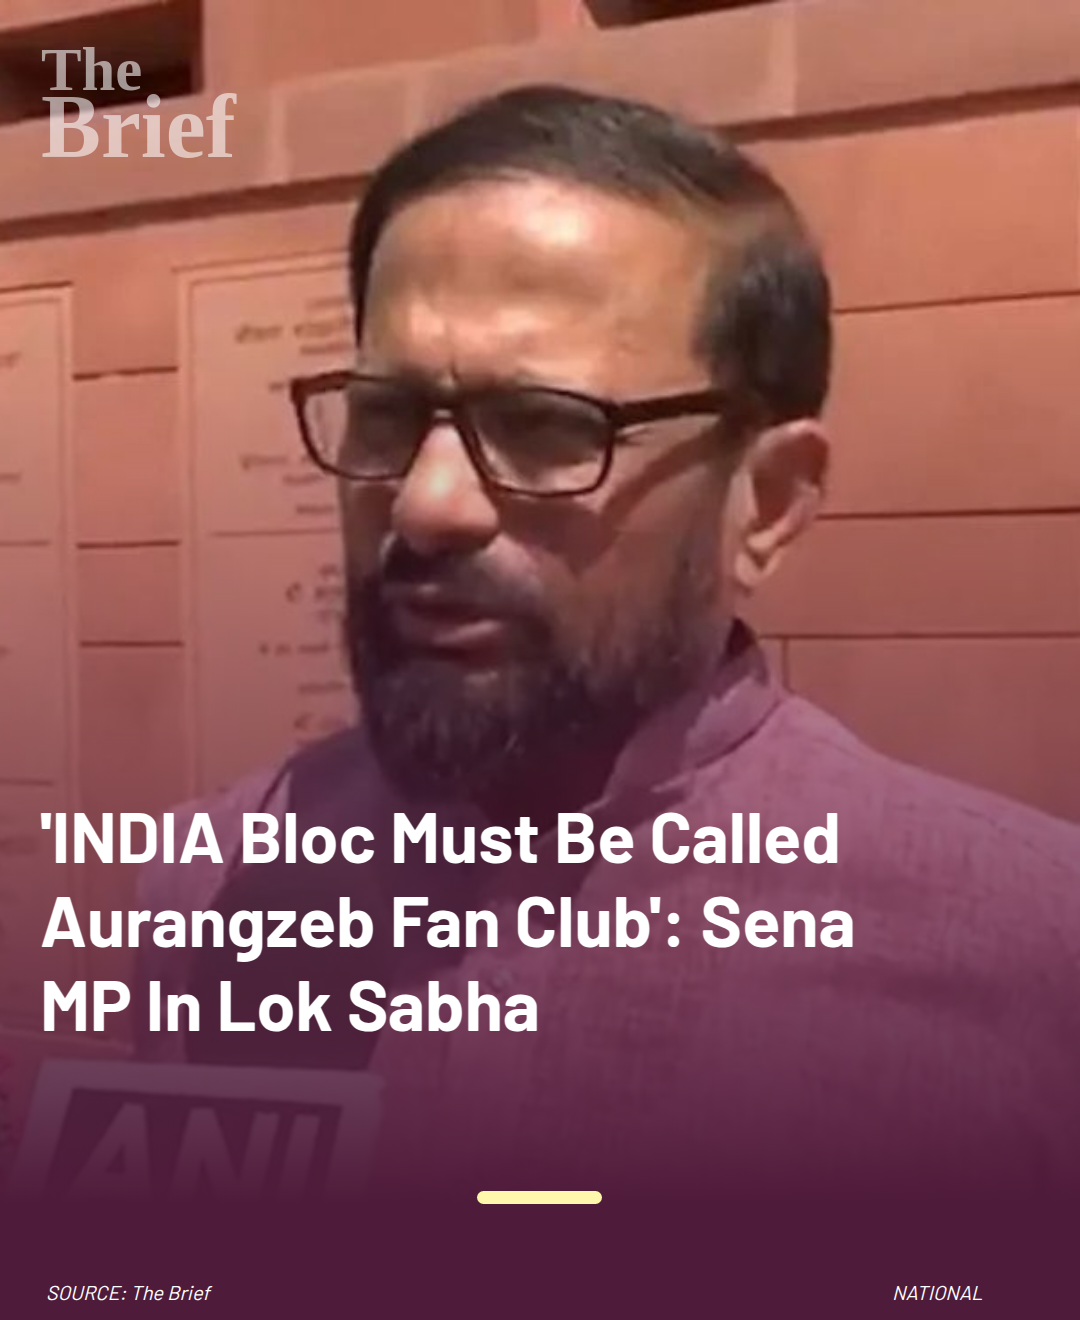 The
Brief
'INDIA Bloc Must Be Called
Aurangzeb Fan Club': Sena
MP In Lok Sabha
ANI
SOURCE: The Brief
NATIONAL